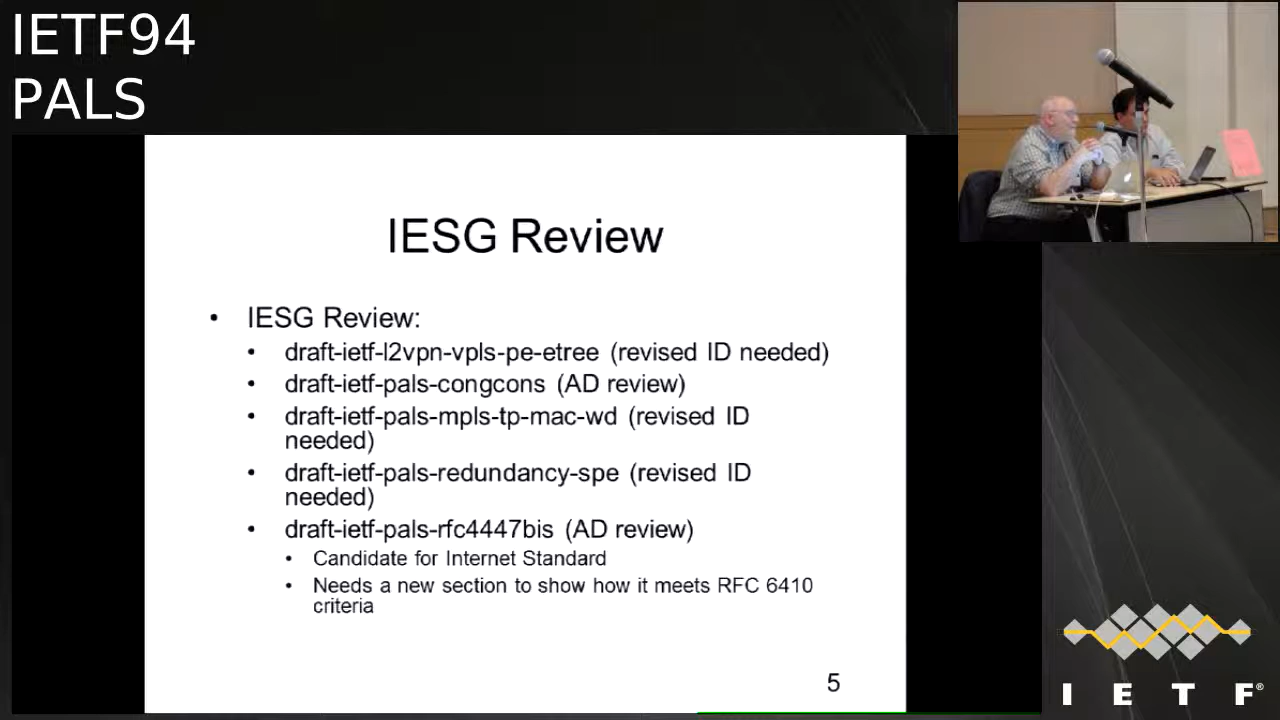 IETF94
PALS
IESG Review
• IESG Review:
• draft-ietf-l2vpn-vpls-pe-etree (revised ID needed)
• draft-ietf-pals-congcons (AD review)
• draft-ietf-pals-mpls-tp-mac-wd (revised ID
needed)
• draft-ietf-pals-redundancy-spe (revised ID
needed)
• draft-ietf-pals-rfc4447bis (AD review)
• Candidate for Internet Standard
• Needs a new section to show how it meets RFC 6410
criteria
5
I E T F®